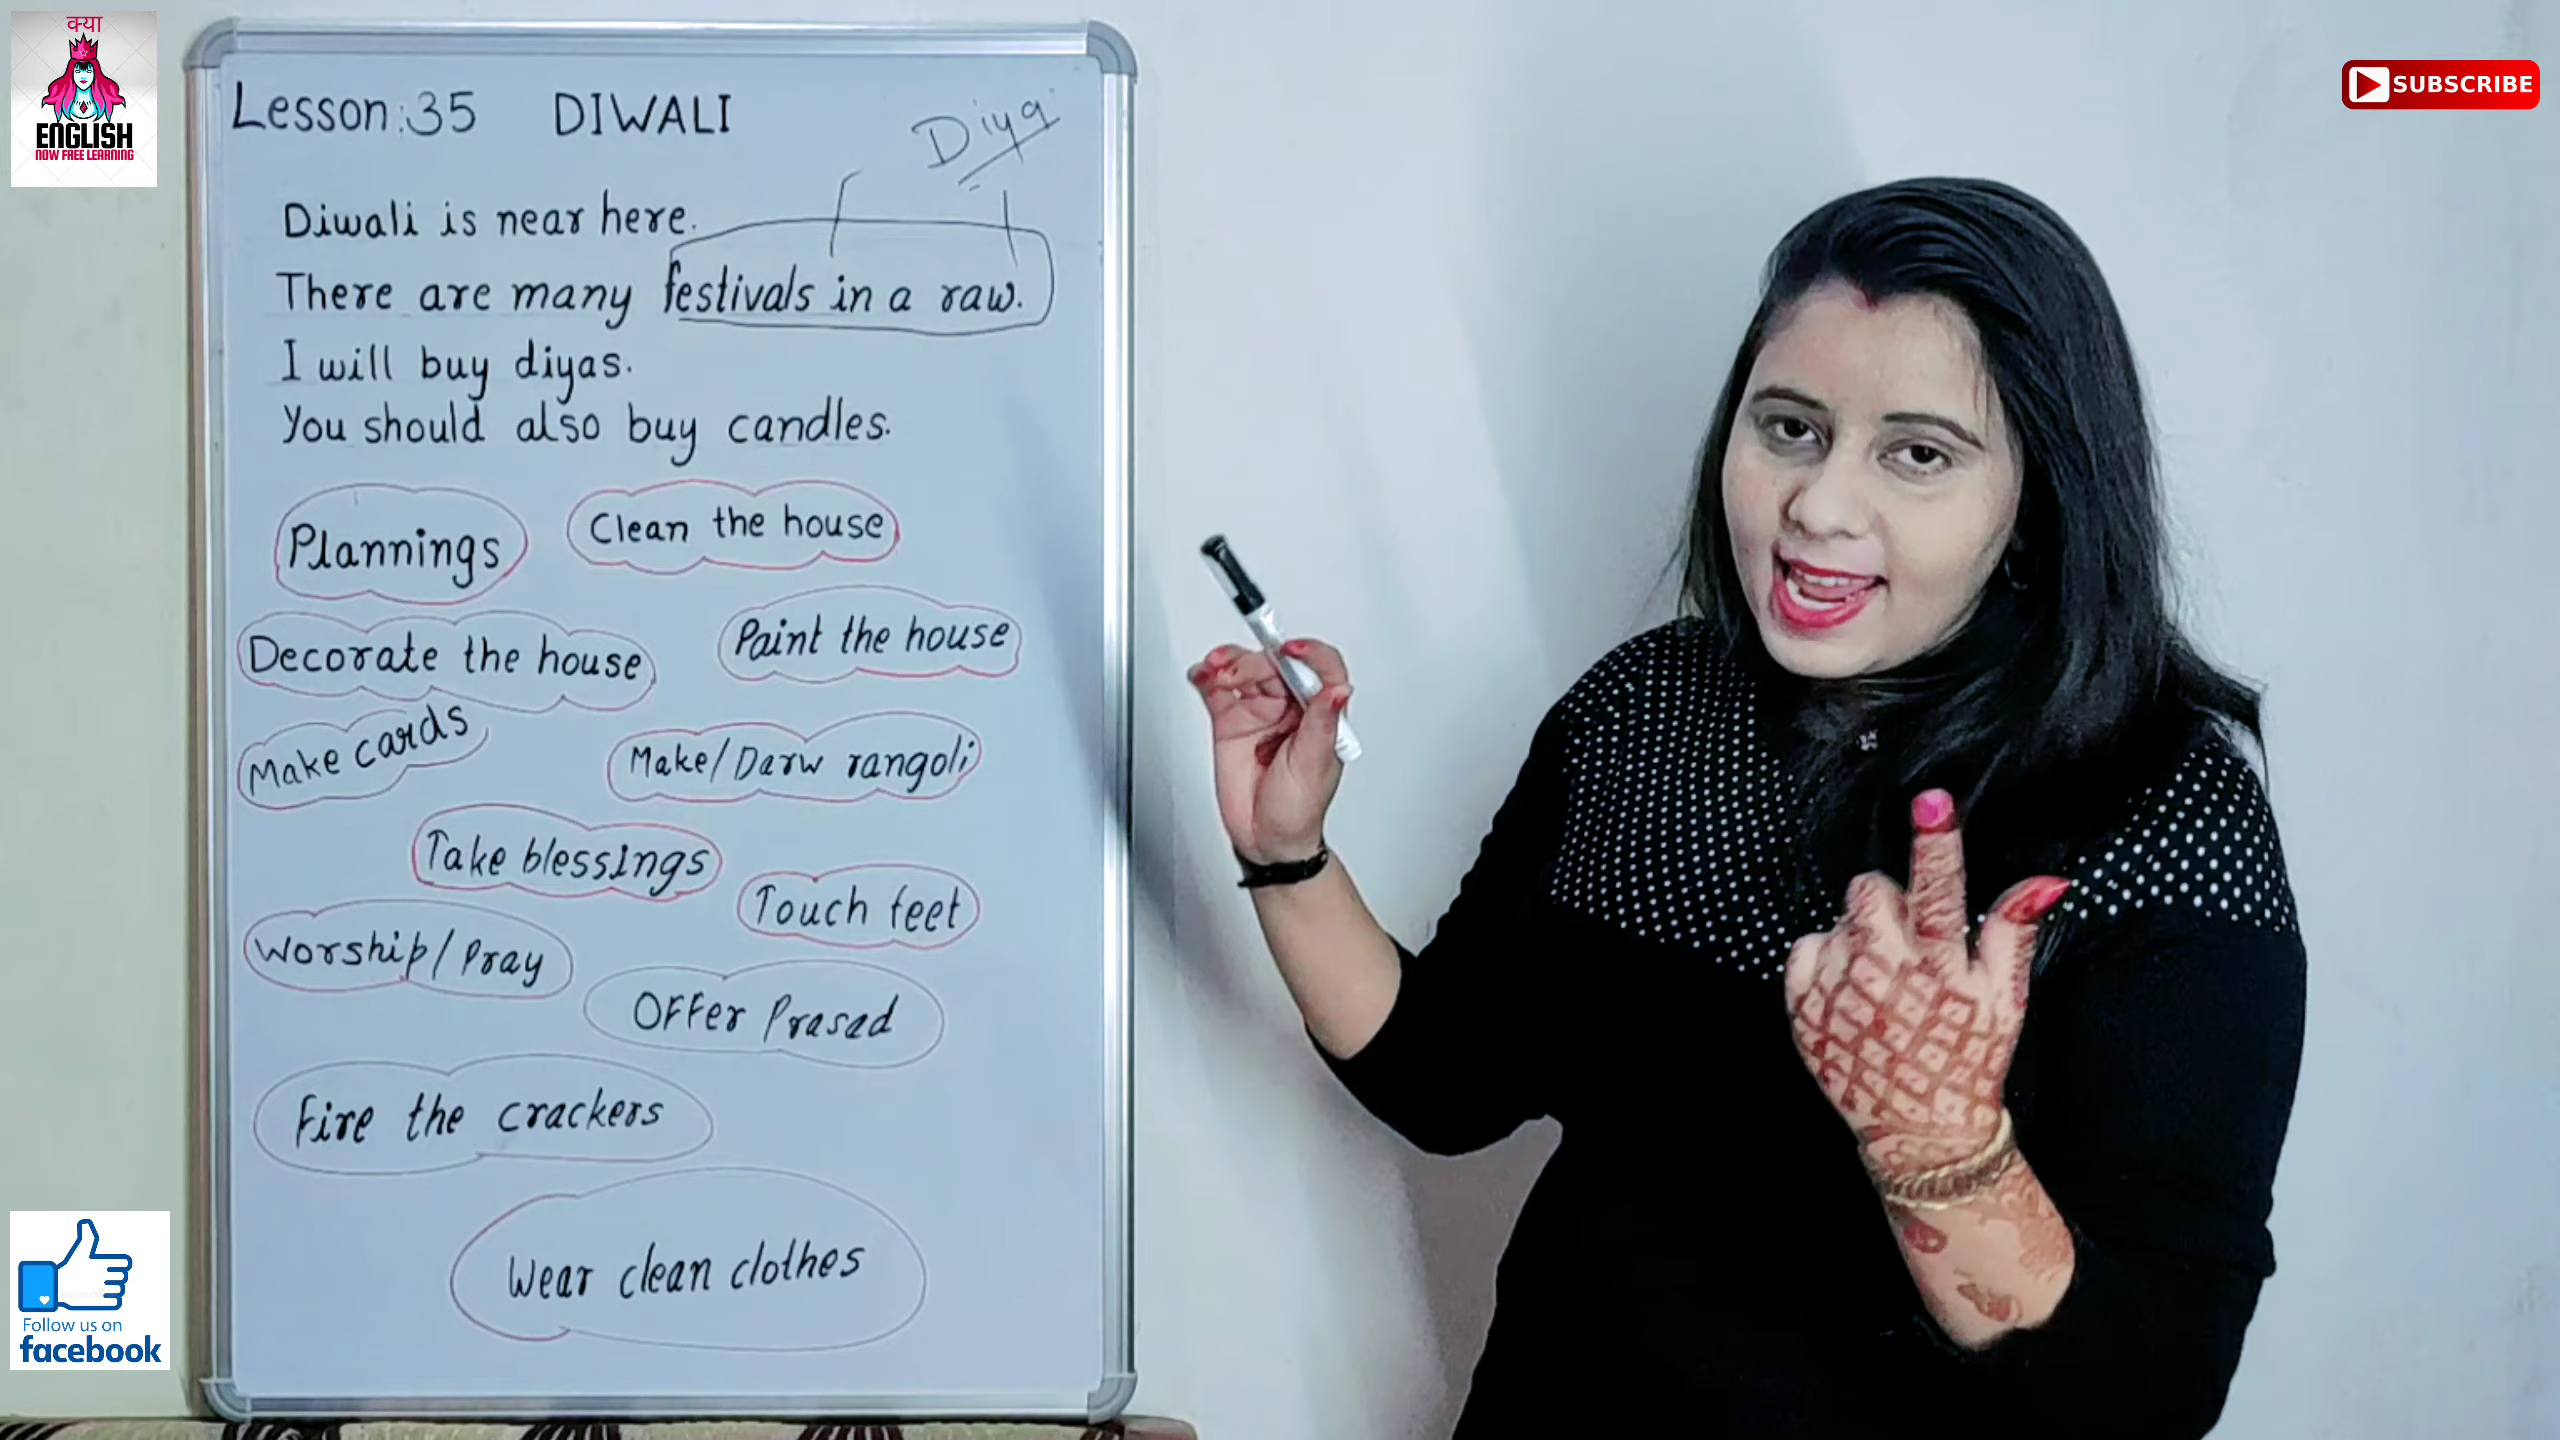 क्या
ENGLISH
NOW FREE LEARNING
SUBSCRIBE
Lesson:35 DIWALI
Diya
Diwali is near here.
There are many festivals in a raw.
I will buy diyas.
You should also buy candles.
Plannings
Clean the house
Decorate the house
Paint the house
Make cards
Make/Darw rangoli
Take blessings
Touch feet
Worship/Pray
Offer Prasad
Fire the crackers
Wear clean clothes
Follow us on
facebook